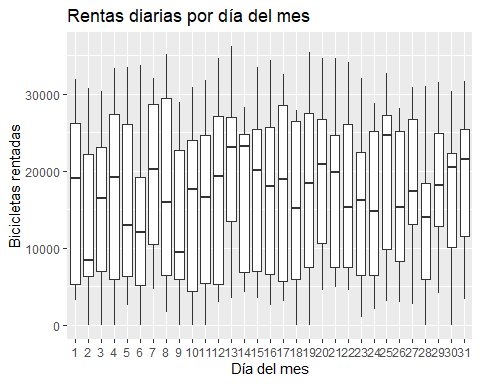 Rentas diarias por día del mes
Bicicletas rentadas
30000
20000
10000
0
1 2 3 4 5 6 7 8 9 10 11 12 13 14 15 16 17 18 19 20 21 22 23 24 25 26 27 28 29 30 31
Día del mes